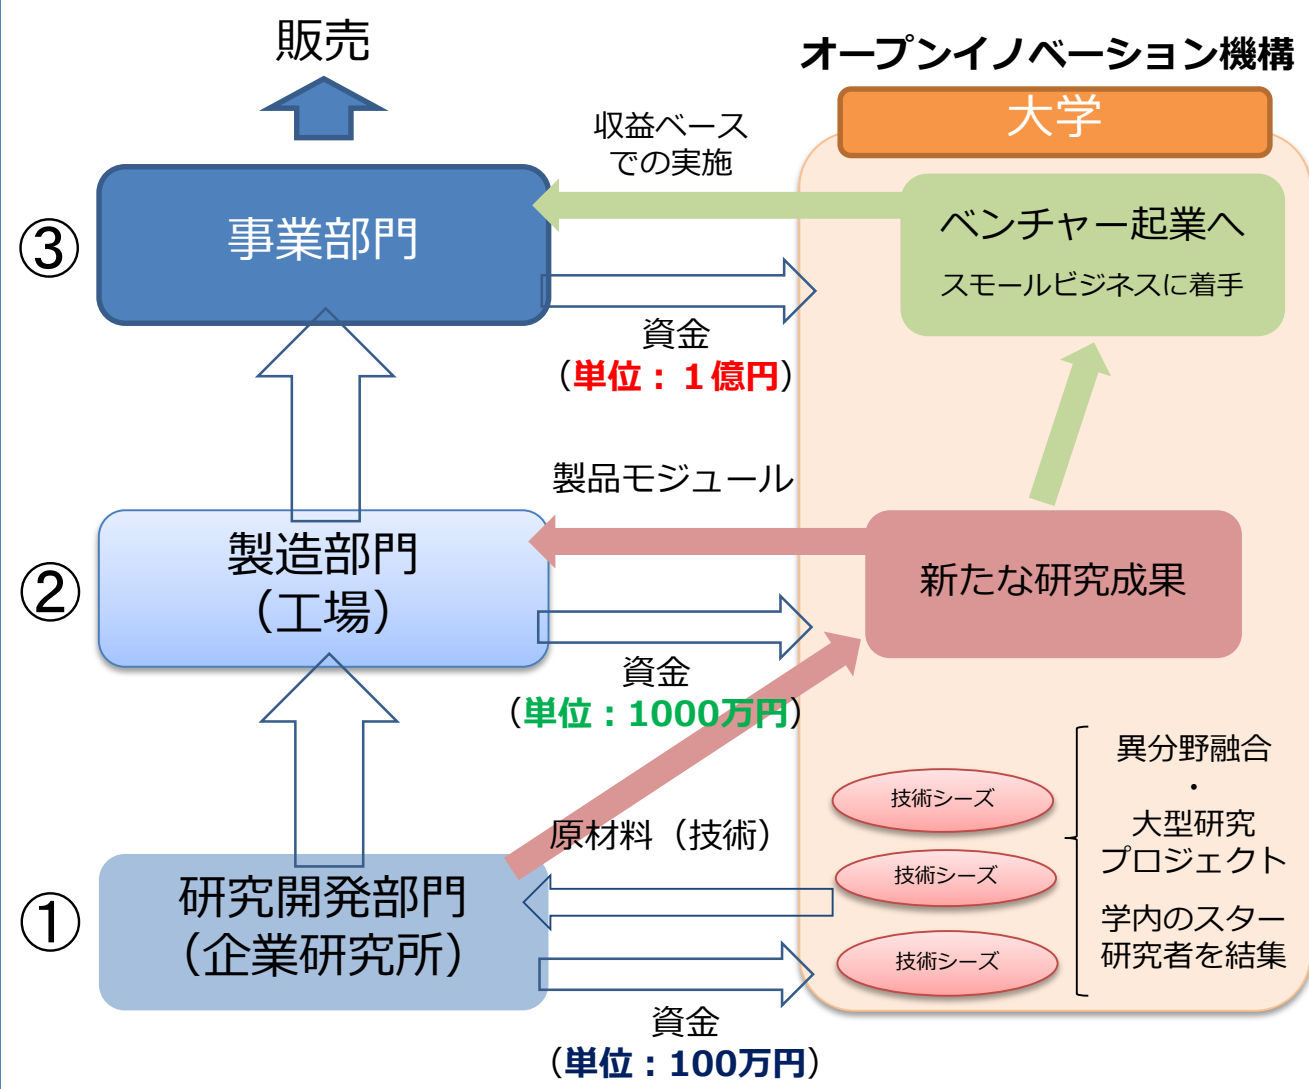 販売
オープンイノベーション機構
大学
収益ベース
での実施
③
事業部門
ベンチャー起業へ
スモールビジネスに着手
資金
（単位：１億円）
製品モジュール
②
製造部門
（工場）
新たな研究成果
資金
（単位：1000万円）
異分野融合
・
大型研究
プロジェクト
学内のスター
研究者を結集
技術シーズ
技術シーズ
技術シーズ
原材料（技術）
①
研究開発部門
（企業研究所）
資金
（単位：100万円）